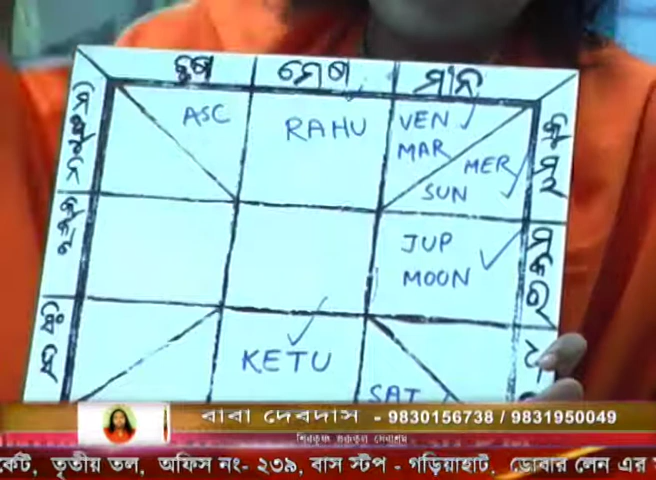 বৃষ মেষ মীন
মিথুন
কর্কট
সিংহ
ASC
RAHU
VEN
MAR
MER
SUN
কুম্ভ
JUP
MOON
মকর
KETU
SAT
বাবা দেবদাস - 9830156738 / 9831950049
র্কেট, তৃতীয় তল, অফিস নং- ২৩৯, বাস স্টপ - গড়িয়াহাট, ডোবার লেন এর